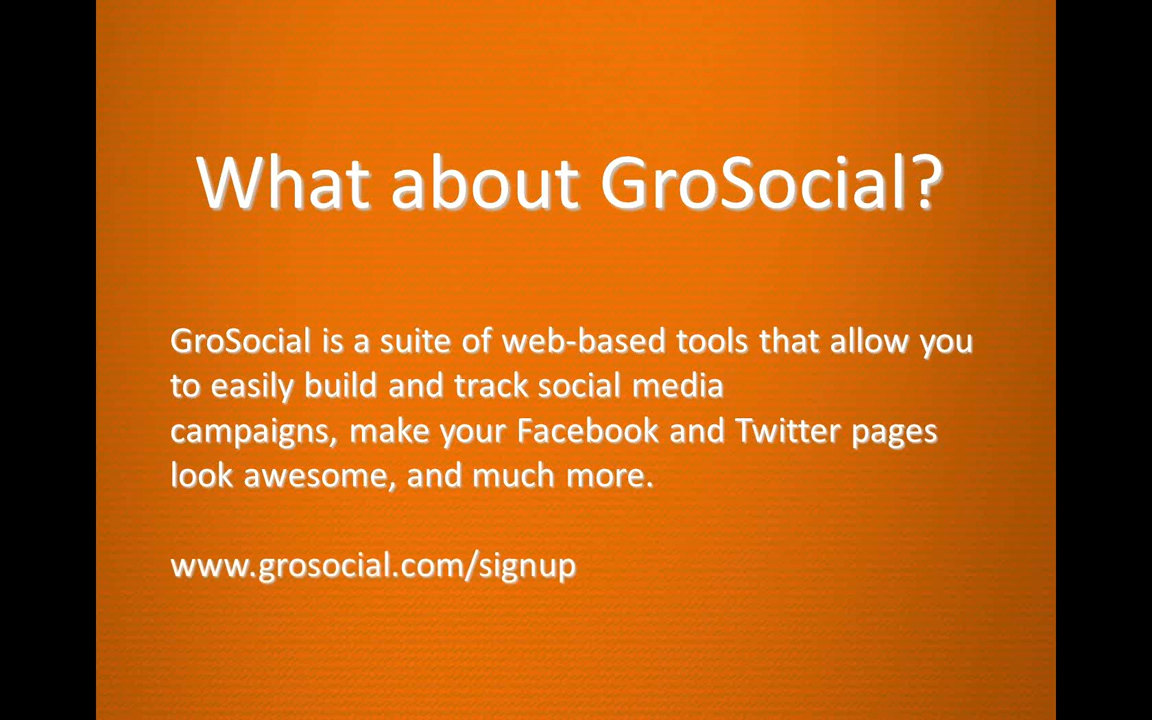 What about GroSocial?
GroSocial is a suite of web-based tools that allow you
to easily build and track social media
campaigns, make your Facebook and Twitter pages
look awesome, and much more.
www.grosocial.com/signup